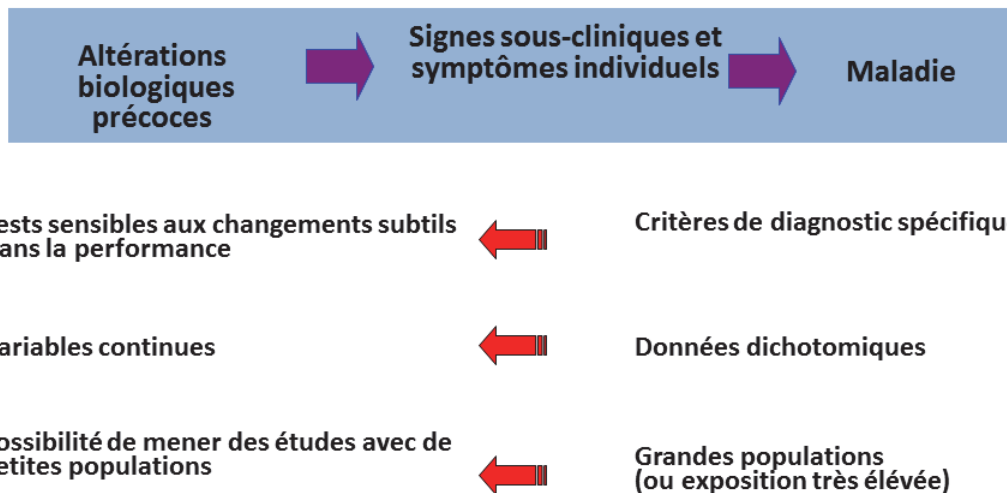 Altérations
biologiques
précoces
Signes sous-cliniques et
symptômes individuels
Maladie
ests sensibles aux changements subtils
ans la performance
Critères de diagnostic spécifiqu
ariables continues
Données dichotomiques
ossibilité de mener des études avec de
etites populations
Grandes populations
(ou exposition très élévée)